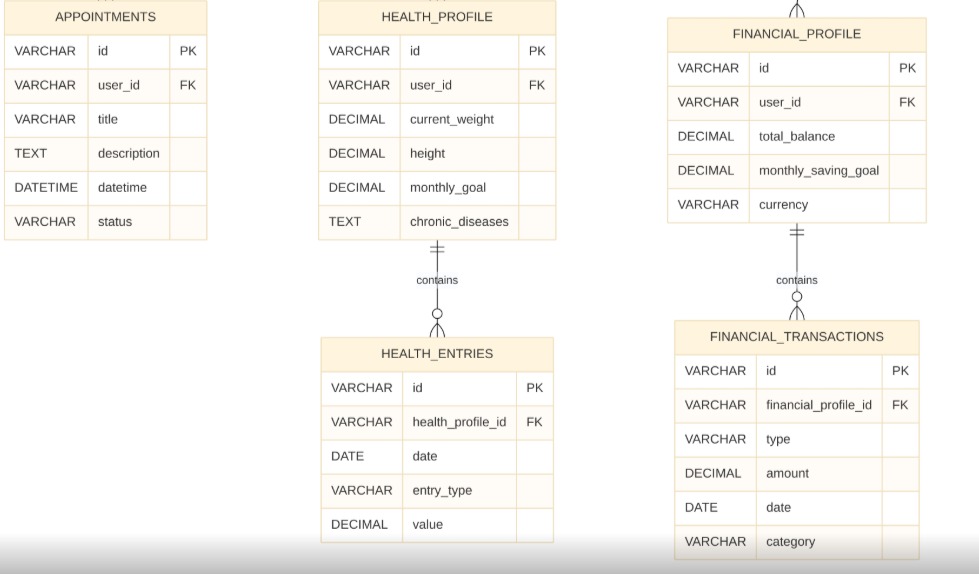 APPOINTMENTS
VARCHAR id PK
VARCHAR user_id FK
VARCHAR title
TEXT description
DATETIME datetime
VARCHAR status
HEALTH_PROFILE
VARCHAR id PK
VARCHAR user_id FK
DECIMAL current_weight
DECIMAL height
DECIMAL monthly_goal
TEXT chronic_diseases
contains
HEALTH_ENTRIES
VARCHAR id PK
VARCHAR health_profile_id FK
DATE date
VARCHAR entry_type
DECIMAL value
FINANCIAL_PROFILE
VARCHAR id PK
VARCHAR user_id FK
DECIMAL total_balance
DECIMAL monthly_saving_goal
VARCHAR currency
contains
FINANCIAL_TRANSACTIONS
VARCHAR id PK
VARCHAR financial_profile_id FK
VARCHAR type
DECIMAL amount
DATE date
VARCHAR category